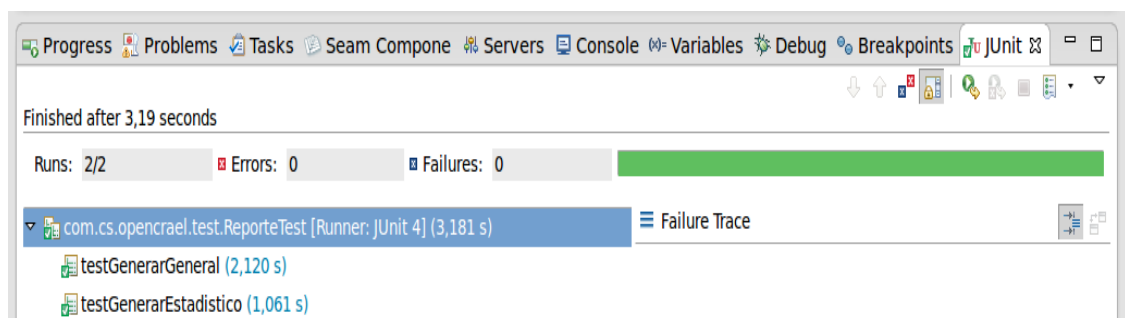 Progress Problems Tasks Seam Compone Servers Console (x)= Variables Debug Breakpoints JUnit
Finished after 3,19 seconds
Runs: 2/2 Errors: 0 Failures: 0
com.cs.opencrael.test.ReporteTest [Runner: JUnit 4] (3,181 s) Failure Trace
testGenerarGeneral (2,120 s)
testGenerarEstadistico (1,061 s)